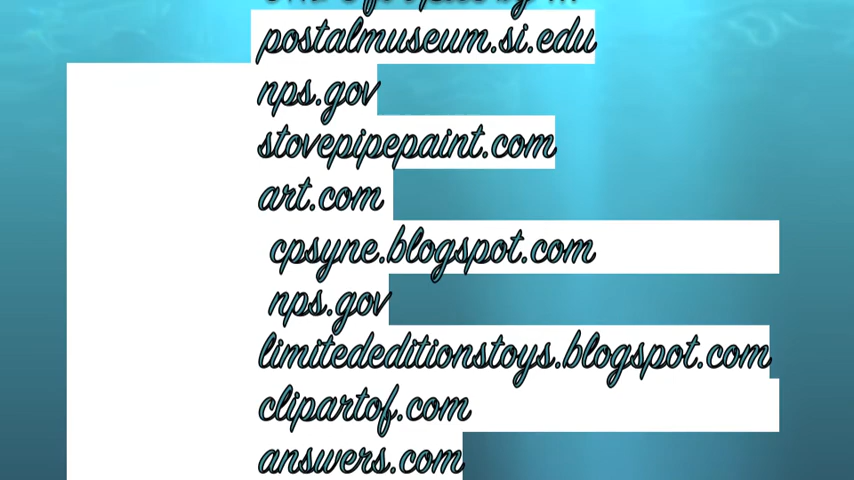 postalmuseum.si.edu
nps.gov
stovepipepaint.com
art.com
cpsyne.blogspot.com
nps.gov
limitededitionstoys.blogspot.com
clipartof.com
answers.com